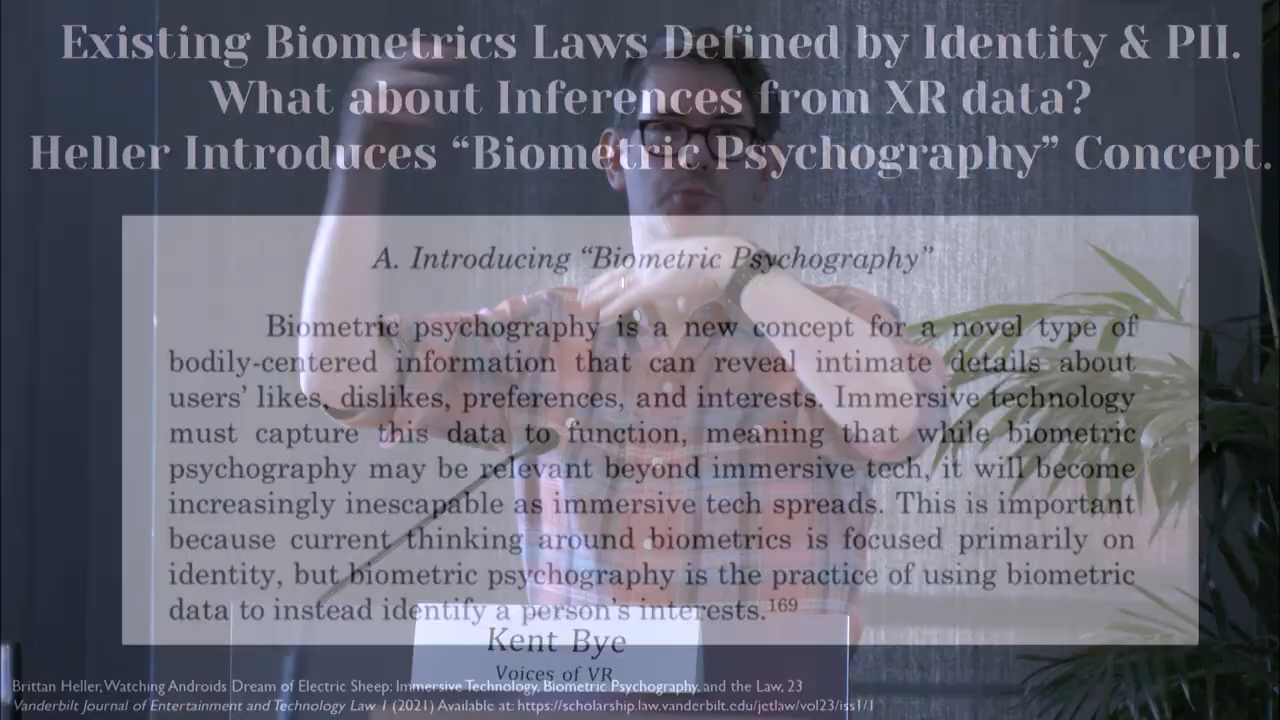 Existing Biometrics Laws Defined by Identity & PII.
What about Inferences from XR data?
Heller Introduces “Biometric Psychography” Concept.
A. Introducing “Biometric Psychography”
Biometric psychography is a new concept for a novel type of
bodily-centered information that can reveal intimate details about
users’ likes, dislikes, preferences, and interests. Immersive technology
must capture this data to function, meaning that while biometric
psychography may be relevant beyond immersive tech, it will become
increasingly inescapable as immersive tech spreads. This is important
because current thinking around biometrics is focused primarily on
identity, but biometric psychography is the practice of using biometric
data to instead identify a person’s interests.169
Kent Bye
Voices of VR
Brittan Heller, Watching Androids Dream of Electric Sheep: Immersive Technology, Biometric Psychography, and the Law, 23
Vanderbilt Journal of Entertainment and Technology Law 1 (2021) Available at: https://scholarship.law.vanderbilt.edu/jetlaw/vol23/iss1/1